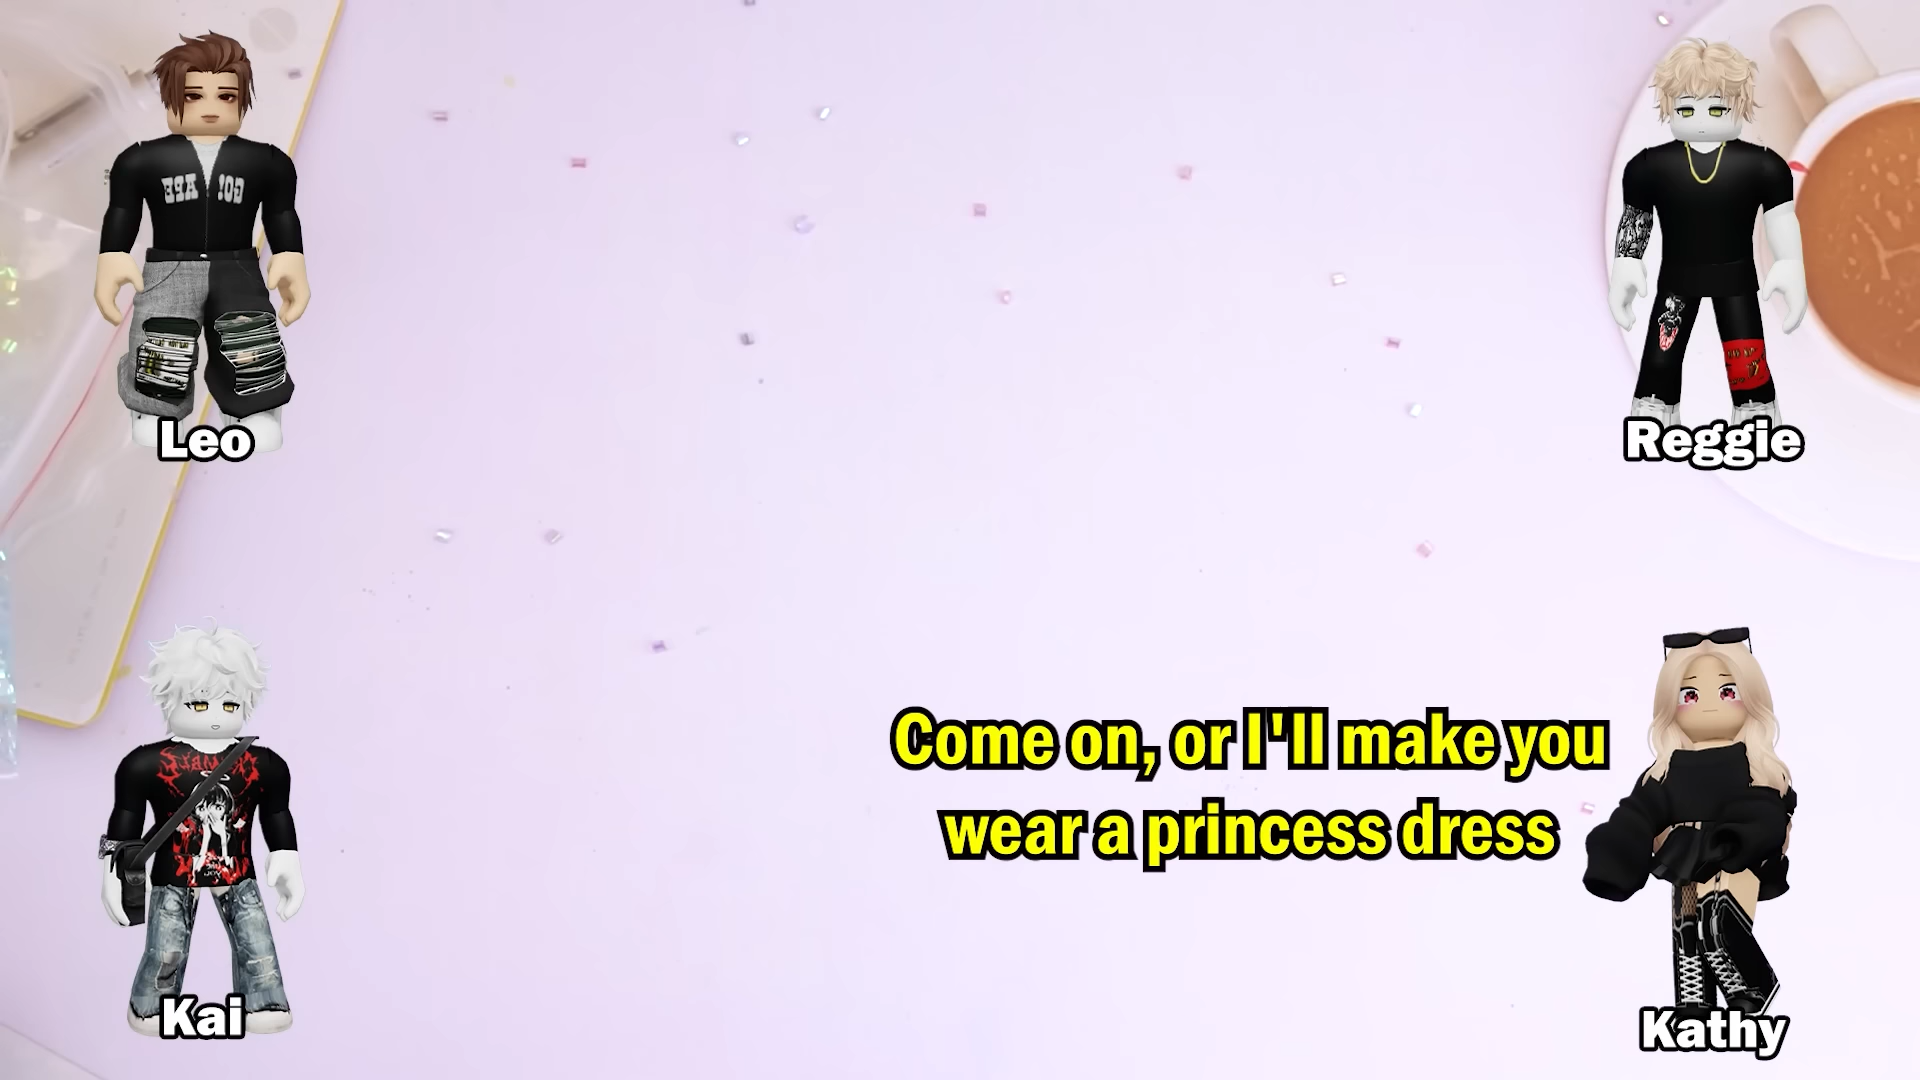 Leo
Reggie
Come on, or I'll make you
wear a princess dress
Kai
Kathy